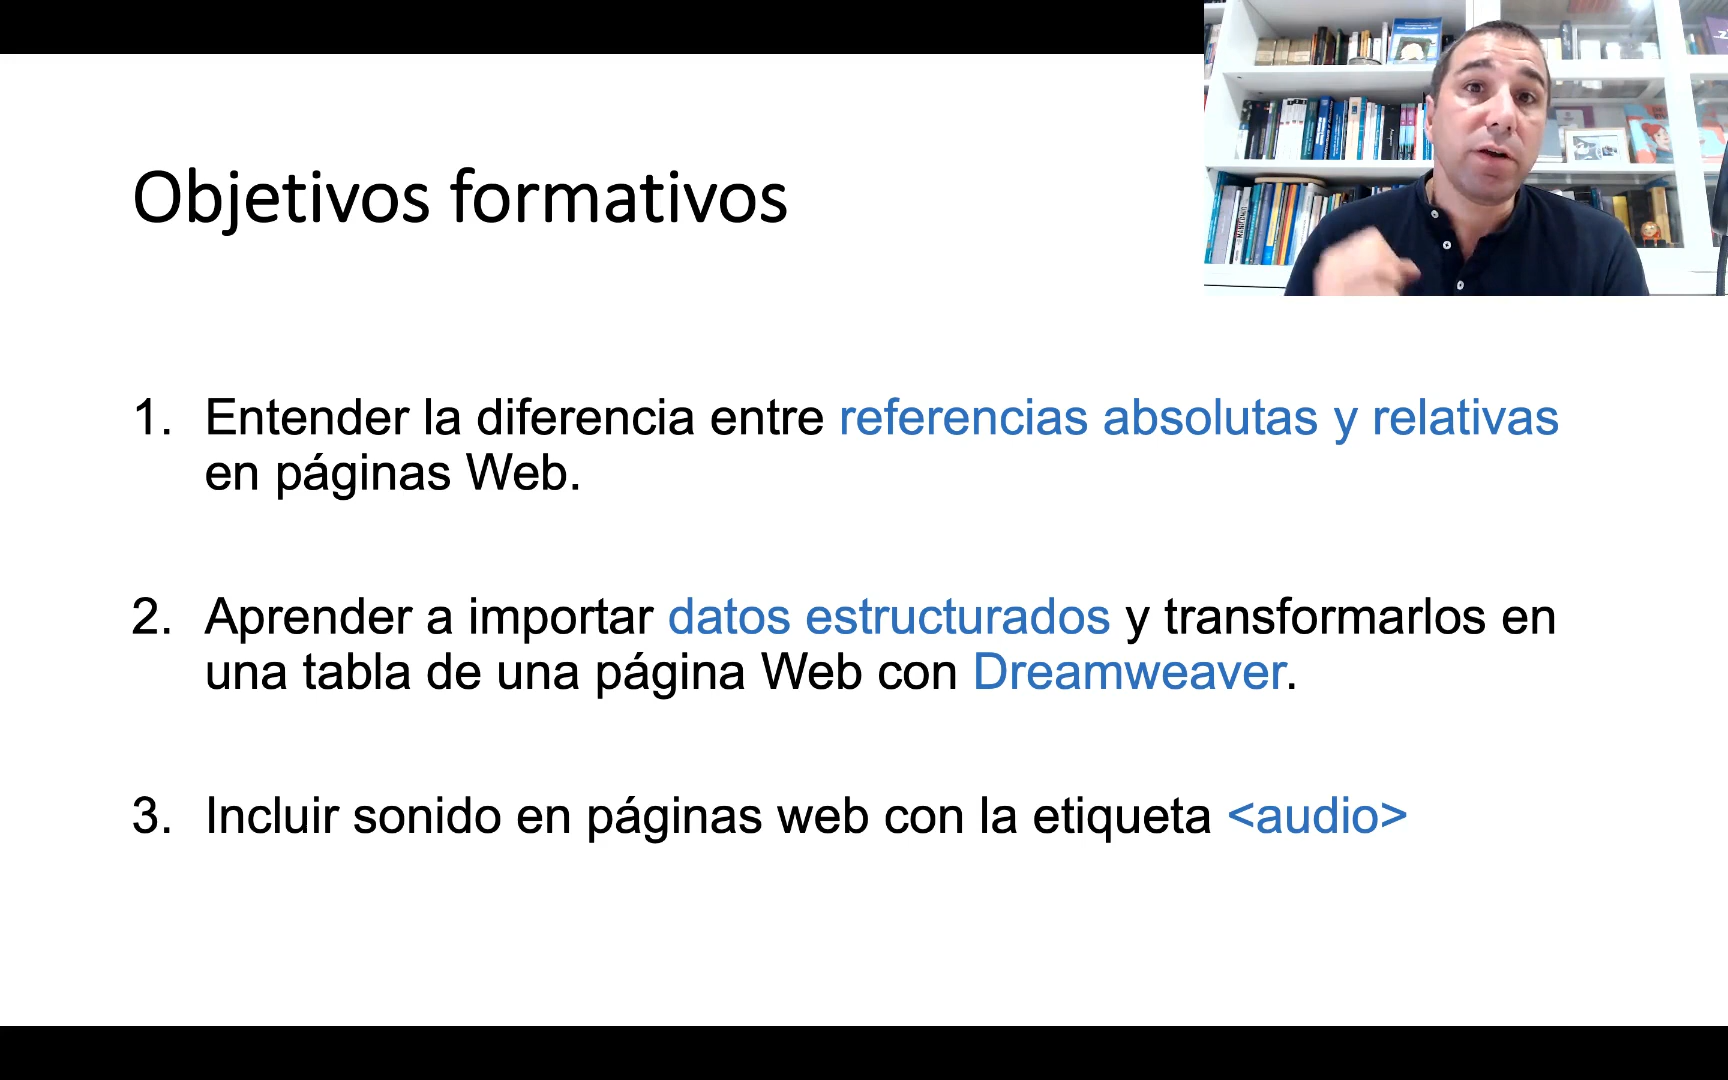 Objetivos formativos
1. Entender la diferencia entre referencias absolutas y relativas
en páginas Web.
2. Aprender a importar datos estructurados y transformarlos en
una tabla de una página Web con Dreamweaver.
3. Incluir sonido en páginas web con la etiqueta <audio>